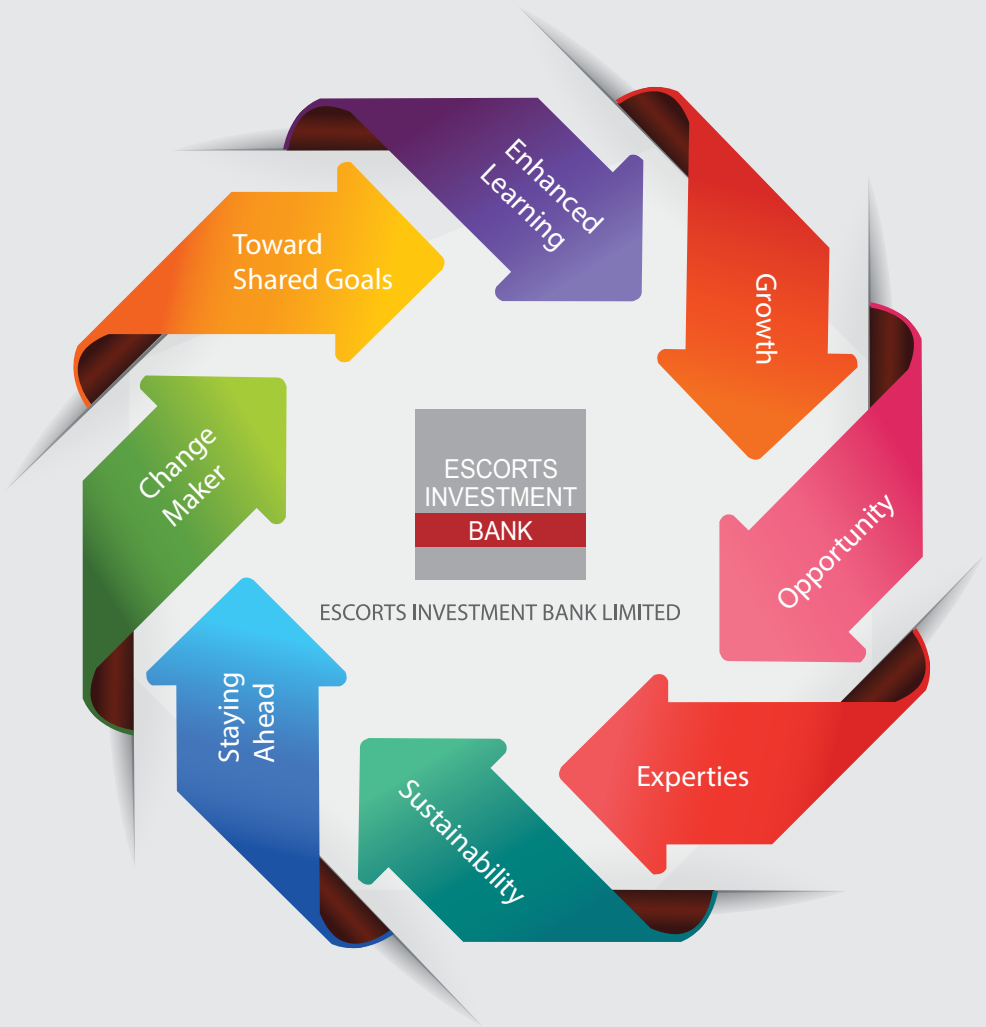 Enhanced
Learning
Toward
Shared Goals
Growth
Change
Maker
ESCORTS
INVESTMENT
BANK
Opportunity
ESCORTS INVESTMENT BANK LIMITED
Staying
Ahead
Experties
Sustainability